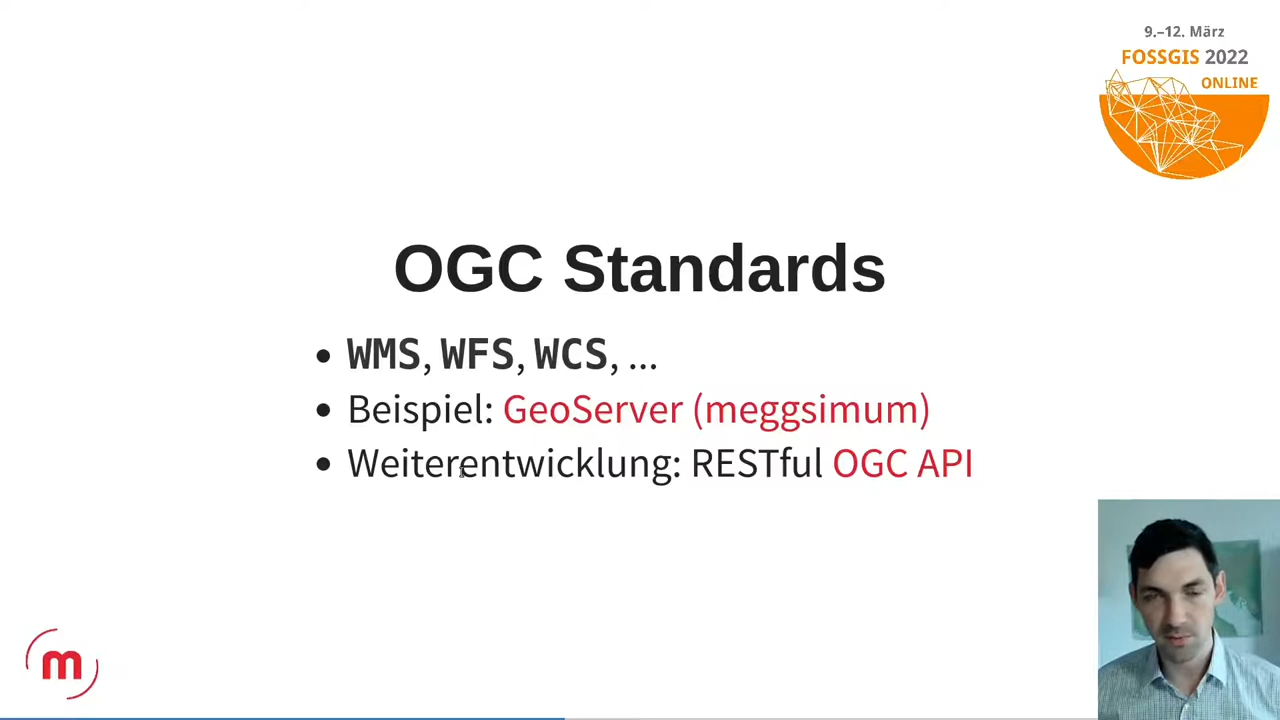 9.–12. März
FOSSGIS 2022
ONLINE
OGC Standards
• WMS, WFS, WCS, ...
• Beispiel: GeoServer (meggsimum)
• Weiterentwicklung: RESTful OGC API
m